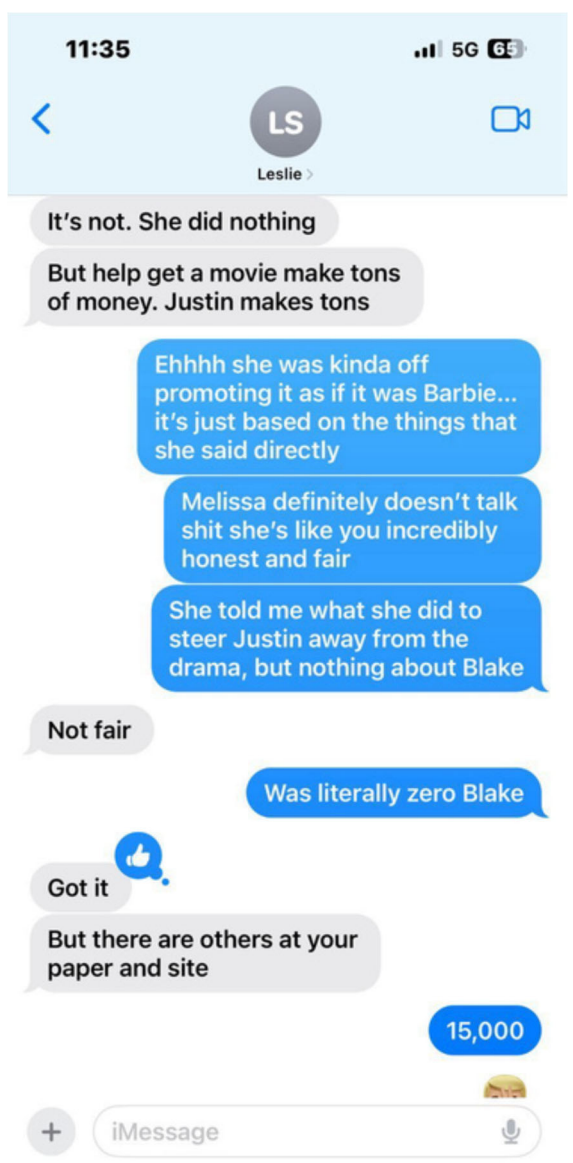 11:35
5G 65
LS
Leslie
It's not. She did nothing
But help get a movie make tons
of money. Justin makes tons
Ehhhh she was kinda off
promoting it as if it was Barbie...
it's just based on the things that
she said directly
Melissa definitely doesn't talk
shit she's like you incredibly
honest and fair
She told me what she did to
steer Justin away from the
drama, but nothing about Blake
Not fair
Was literally zero Blake
Got it
But there are others at your
paper and site
15,000
iMessage